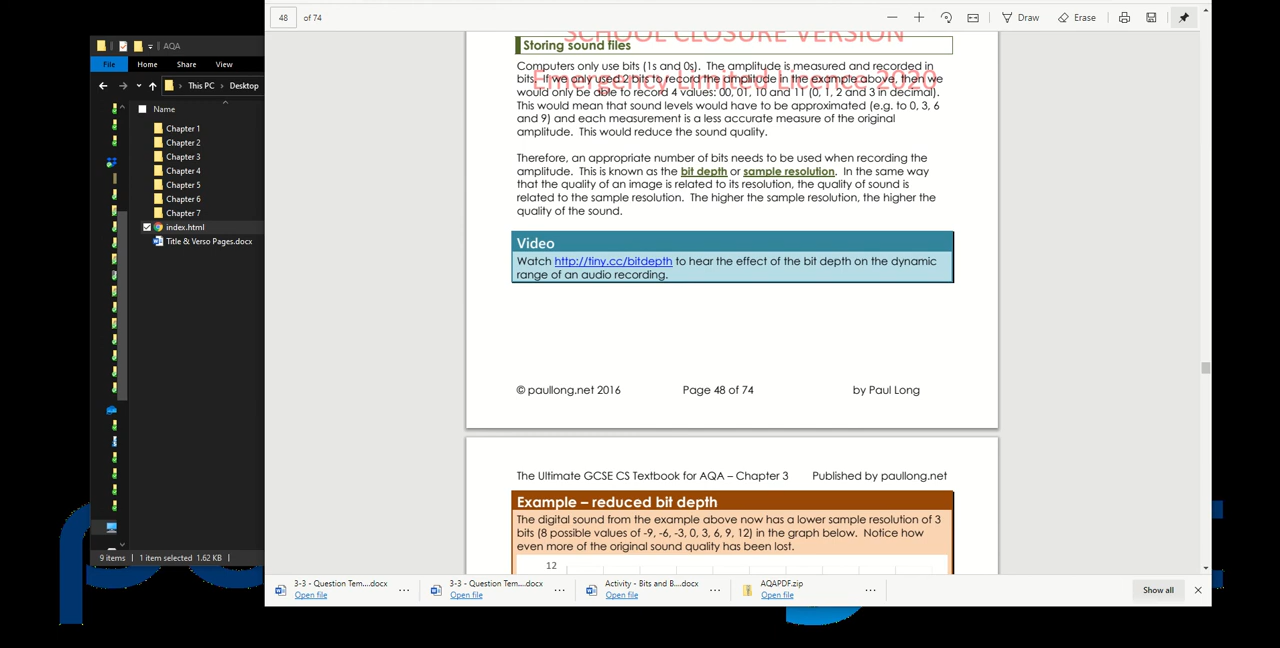 48 of 74
Draw
Erase
AQA
File Home Share View
This PC > Desktop
Name
Chapter 1
Chapter 2
Chapter 3
Chapter 4
Chapter 5
Chapter 6
Chapter 7
index.html
Title & Verso Pages.docx
9 items 1 item selected 1.62 KB
SCHOOL CLOSURE VERSION
Emergency Limited Licence 2020
Storing sound files
Computers only use bits (1s and 0s). The amplitude is measured and recorded in
bits. If we only used 2 bits to record the amplitude in the example above, then we
would only be able to record 4 values: 00, 01, 10 and 11 (0, 1, 2 and 3 in decimal).
This would mean that sound levels would have to be approximated (e.g. to 0, 3, 6
and 9) and each measurement is a less accurate measure of the original
amplitude. This would reduce the sound quality.
Therefore, an appropriate number of bits needs to be used when recording the
amplitude. This is known as the bit depth or sample resolution. In the same way
that the quality of an image is related to its resolution, the quality of sound is
related to the sample resolution. The higher the sample resolution, the higher the
quality of the sound.
Video
Watch http://tiny.cc/bitdepth to hear the effect of the bit depth on the dynamic
range of an audio recording.
© paullong.net 2016 Page 48 of 74 by Paul Long
The Ultimate GCSE CS Textbook for AQA – Chapter 3 Published by paullong.net
Example – reduced bit depth
The digital sound from the example above now has a lower sample resolution of 3
bits (8 possible values of -9, -6, -3, 0, 3, 6, 9, 12) in the graph below. Notice how
even more of the original sound quality has been lost.
12
3-3 - Question Tem....docx
Open file
3-3 - Question Tem....docx
Open file
Activity - Bits and B....docx
Open file
AQAPDF.zip
Open file
Show all